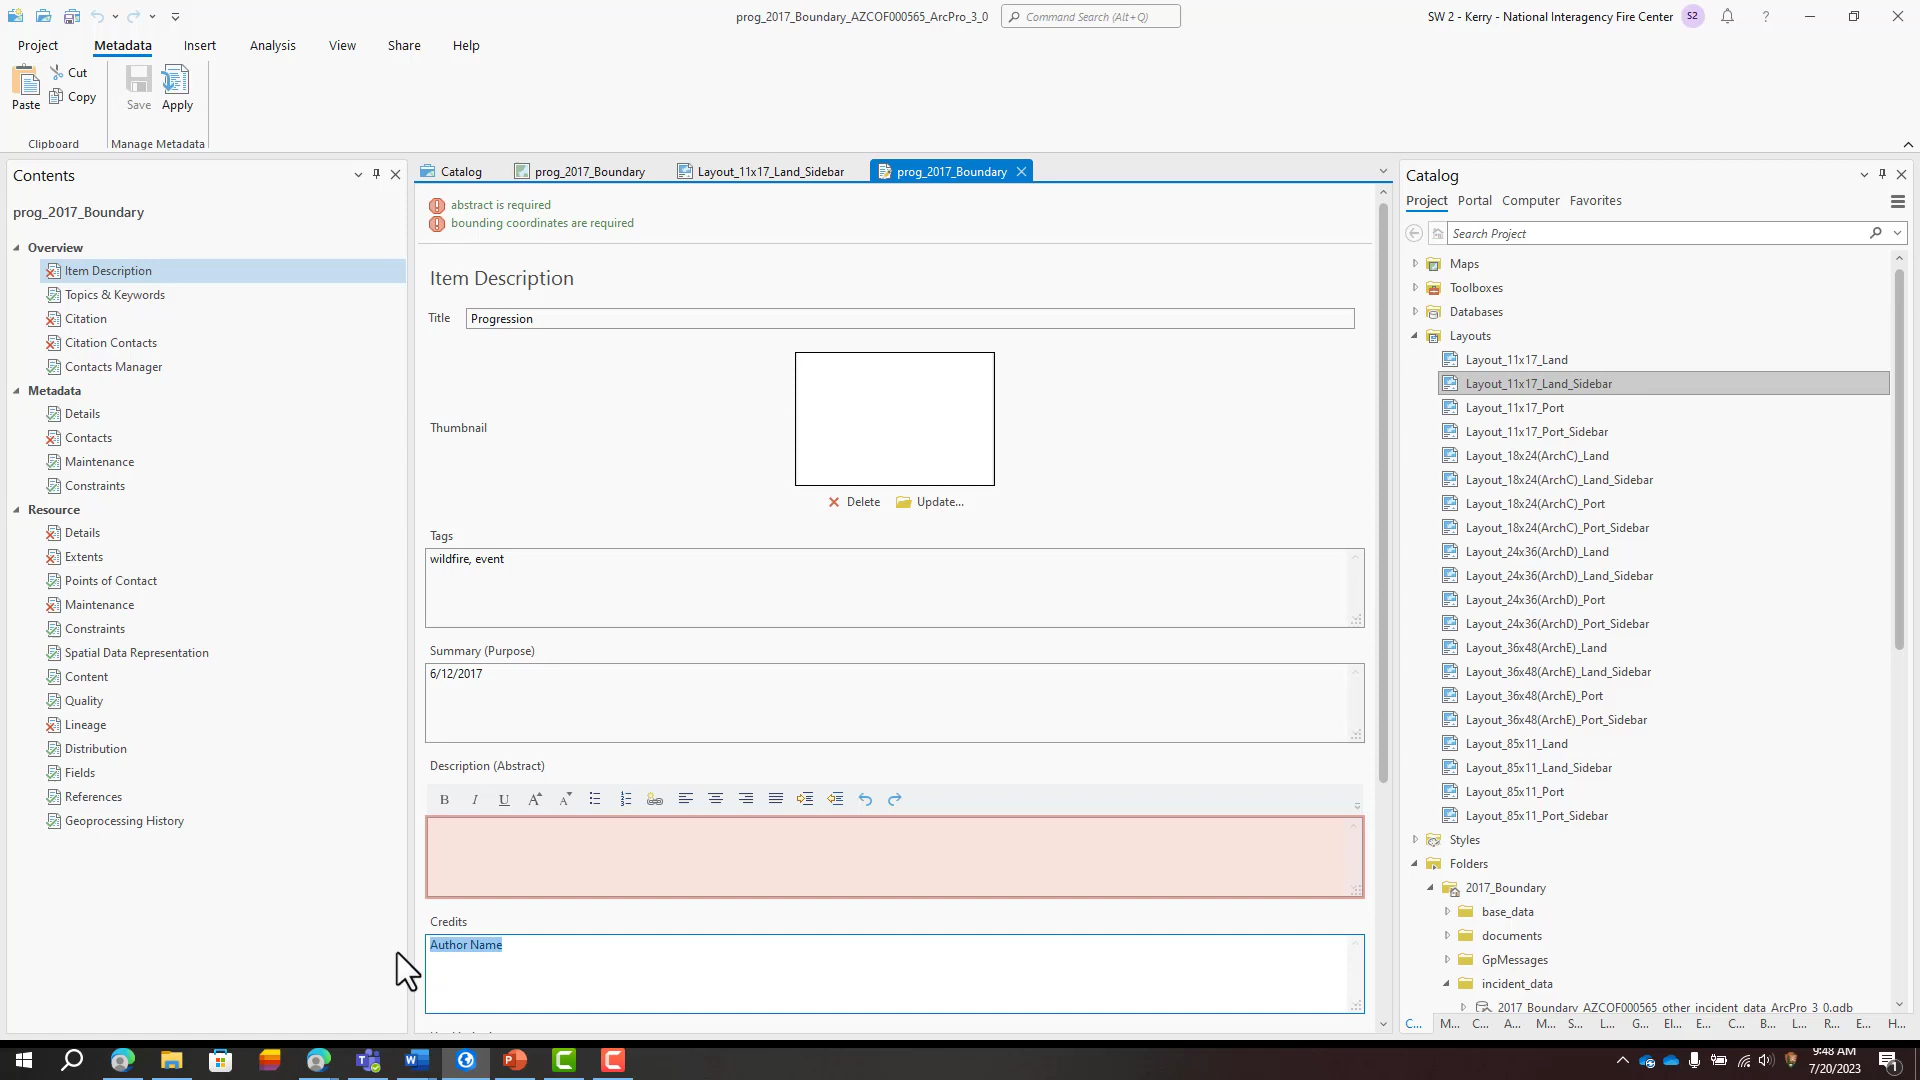 prog_2017_Boundary_AZCOF000565_ArcPro_3_0
Command Search (Alt+Q)
SW 2 - Kerry - National Interagency Fire Center
S2
?
Project
Metadata
Insert
Analysis
View
Share
Help
Paste
Cut
Copy
Save
Apply
Clipboard
Manage Metadata
Contents
prog_2017_Boundary
Overview
Item Description
Topics & Keywords
Citation
Citation Contacts
Contacts Manager
Metadata
Details
Contacts
Maintenance
Constraints
Resource
Details
Extents
Points of Contact
Maintenance
Constraints
Spatial Data Representation
Content
Quality
Lineage
Distribution
Fields
References
Geoprocessing History
Catalog
prog_2017_Boundary
Layout_11x17_Land_Sidebar
prog_2017_Boundary
abstract is required
bounding coordinates are required
Item Description
Title
Progression
Thumbnail
Delete
Update...
Tags
wildfire, event
Summary (Purpose)
6/12/2017
Description (Abstract)
B I U A A
Credits
Author Name
Catalog
Project
Portal
Computer
Favorites
Search Project
Maps
Toolboxes
Databases
Layouts
Layout_11x17_Land
Layout_11x17_Land_Sidebar
Layout_11x17_Port
Layout_11x17_Port_Sidebar
Layout_18x24(ArchC)_Land
Layout_18x24(ArchC)_Land_Sidebar
Layout_18x24(ArchC)_Port
Layout_18x24(ArchC)_Port_Sidebar
Layout_24x36(ArchD)_Land
Layout_24x36(ArchD)_Land_Sidebar
Layout_24x36(ArchD)_Port
Layout_24x36(ArchD)_Port_Sidebar
Layout_36x48(ArchE)_Land
Layout_36x48(ArchE)_Land_Sidebar
Layout_36x48(ArchE)_Port
Layout_36x48(ArchE)_Port_Sidebar
Layout_85x11_Land
Layout_85x11_Land_Sidebar
Layout_85x11_Port
Layout_85x11_Port_Sidebar
Styles
Folders
2017_Boundary
base_data
documents
GpMessages
incident_data
2017_Boundary_AZCOF000565_other_incident_data_ArcPro_3_0.gdb
C... M... C... A... M... S... L... G... El... E... C... B... L... R... E... H...
9:48 AM
7/20/2023
1